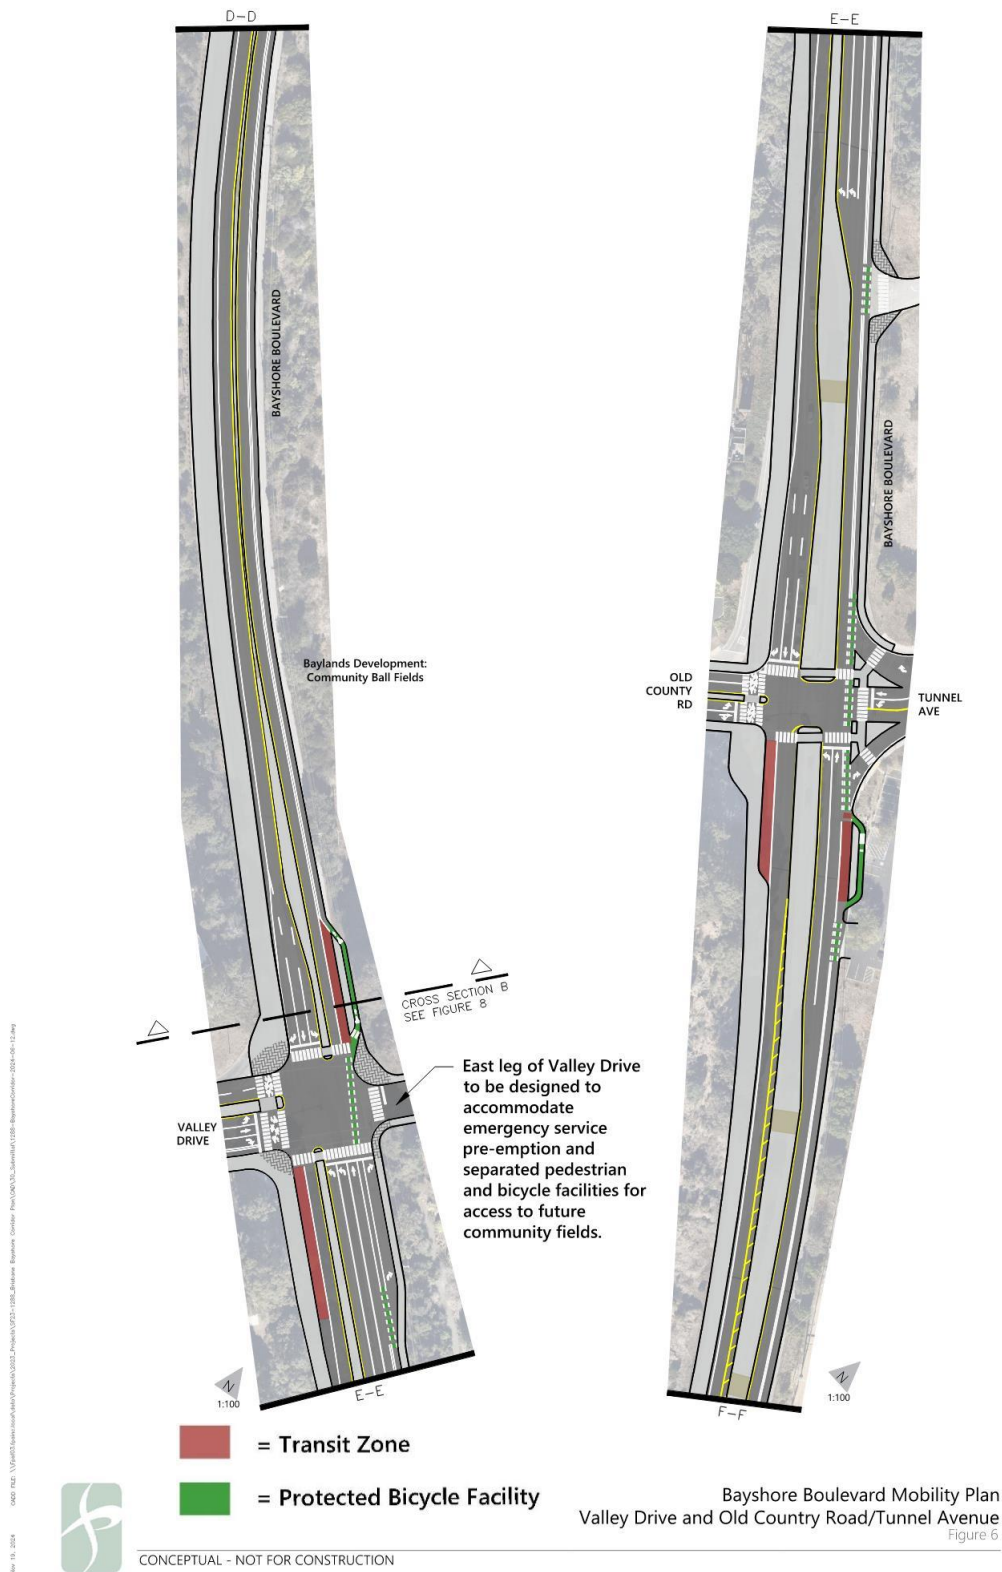 D-D
BAYSHORE BOULEVARD
Baylands Development:
Community Ball Fields
CROSS SECTION B
SEE FIGURE 8
VALLEY
DRIVE
East leg of Valley Drive
to be designed to
accommodate
emergency service
pre-emption and
separated pedestrian
and bicycle facilities for
access to future
community fields.
E-E
N
1:100
E-E
BAYSHORE BOULEVARD
OLD
COUNTY
RD
TUNNEL
AVE
F-F
N
1:100
= Transit Zone
= Protected Bicycle Facility
Bayshore Boulevard Mobility Plan
Valley Drive and Old Country Road/Tunnel Avenue
Figure 6
CONCEPTUAL - NOT FOR CONSTRUCTION